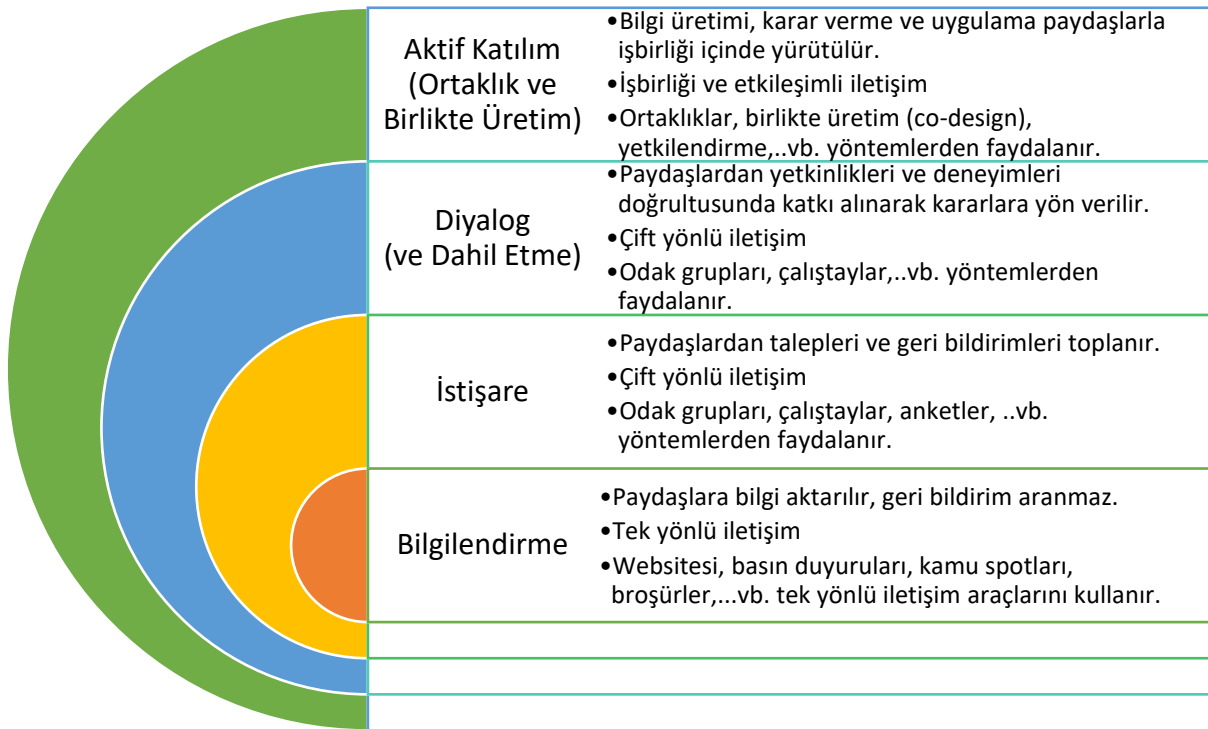 Aktif Katılım
(Ortaklık ve
Birlikte Üretim)
•Bilgi üretimi, karar verme ve uygulama paydaşlarla
işbirliği içinde yürütülür.
•İşbirliği ve etkileşimli iletişim
•Ortaklıklar, birlikte üretim (co-design),
yetkilendirme,..vb. yöntemlerden faydalanır.
Diyalog
(ve Dahil Etme)
•Paydaşlardan yetkinlikleri ve deneyimleri
doğrultusunda katkı alınarak kararlara yön verilir.
•Çift yönlü iletişim
•Odak grupları, çalıştaylar,..vb. yöntemlerden
faydalanır.
İstişare
•Paydaşlardan talepleri ve geri bildirimleri toplanır.
•Çift yönlü iletişim
•Odak grupları, çalıştaylar, anketler, ..vb.
yöntemlerden faydalanır.
Bilgilendirme
•Paydaşlara bilgi aktarılır, geri bildirim aranmaz.
•Tek yönlü iletişim
•Websitesi, basın duyuruları, kamu spotları,
broşürler,...vb. tek yönlü iletişim araçlarını kullanır.